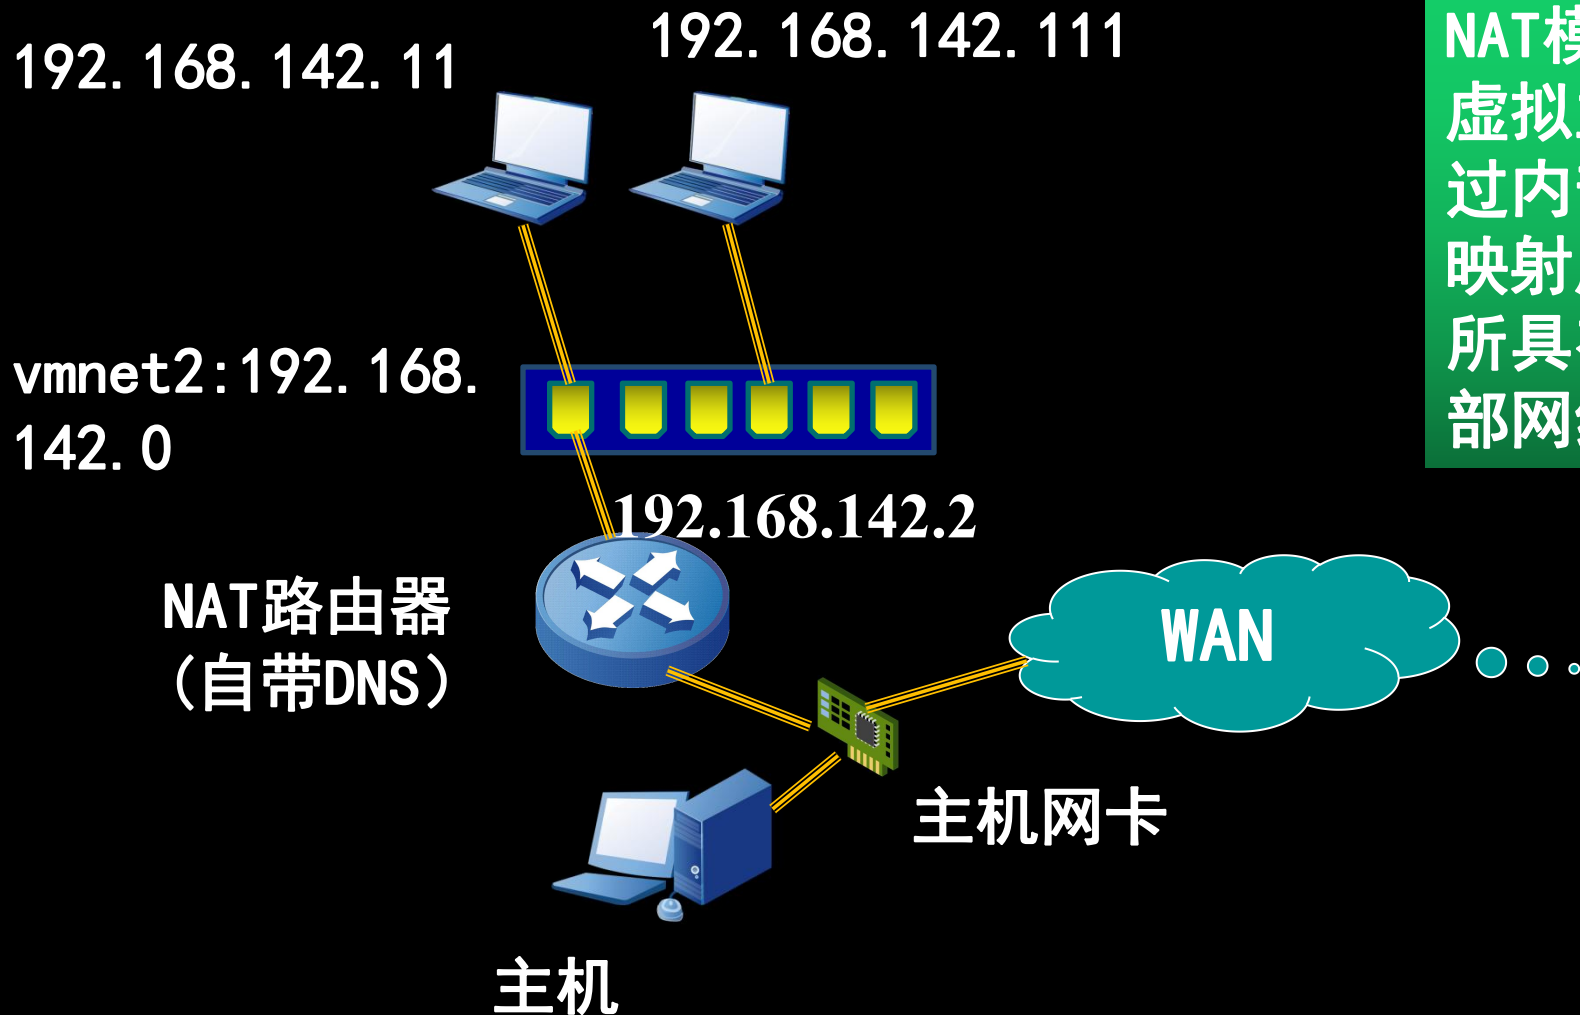 192.168.142.11
192.168.142.111
NAT模
虚拟
过内
映射
所具
部网
vmnet2:192.168.
142.0
192.168.142.2
NAT路由器
(自带DNS)
WAN
主机网卡
主机